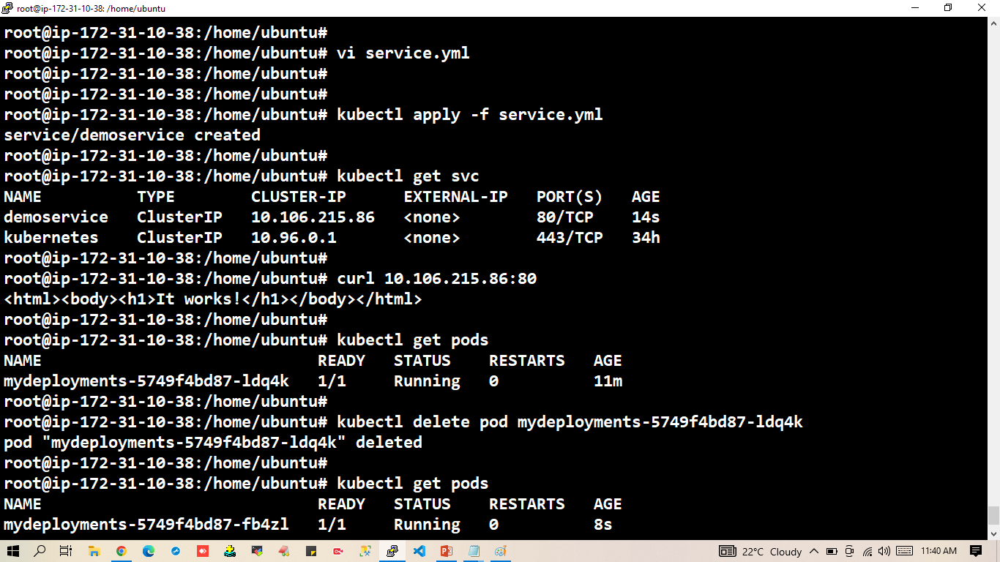 root@ip-172-31-10-38: /home/ubuntu
root@ip-172-31-10-38:/home/ubuntu#
root@ip-172-31-10-38:/home/ubuntu# vi service.yml
root@ip-172-31-10-38:/home/ubuntu#
root@ip-172-31-10-38:/home/ubuntu#
root@ip-172-31-10-38:/home/ubuntu# kubectl apply -f service.yml
service/demoservice created
root@ip-172-31-10-38:/home/ubuntu#
root@ip-172-31-10-38:/home/ubuntu# kubectl get svc
NAME          TYPE        CLUSTER-IP      EXTERNAL-IP   PORT(S)   AGE
demoservice   ClusterIP   10.106.215.86   <none>        80/TCP    14s
kubernetes    ClusterIP   10.96.0.1       <none>        443/TCP   34h
root@ip-172-31-10-38:/home/ubuntu#
root@ip-172-31-10-38:/home/ubuntu# curl 10.106.215.86:80
<html><body><h1>It works!</h1></body></html>
root@ip-172-31-10-38:/home/ubuntu#
root@ip-172-31-10-38:/home/ubuntu# kubectl get pods
NAME                             READY   STATUS    RESTARTS   AGE
mydeployments-5749f4bd87-ldq4k   1/1     Running   0          11m
root@ip-172-31-10-38:/home/ubuntu#
root@ip-172-31-10-38:/home/ubuntu# kubectl delete pod mydeployments-5749f4bd87-ldq4k
pod "mydeployments-5749f4bd87-ldq4k" deleted
root@ip-172-31-10-38:/home/ubuntu#
root@ip-172-31-10-38:/home/ubuntu# kubectl get pods
NAME                             READY   STATUS    RESTARTS   AGE
mydeployments-5749f4bd87-fb4zl   1/1     Running   0          8s
22°C Cloudy 11:40 AM